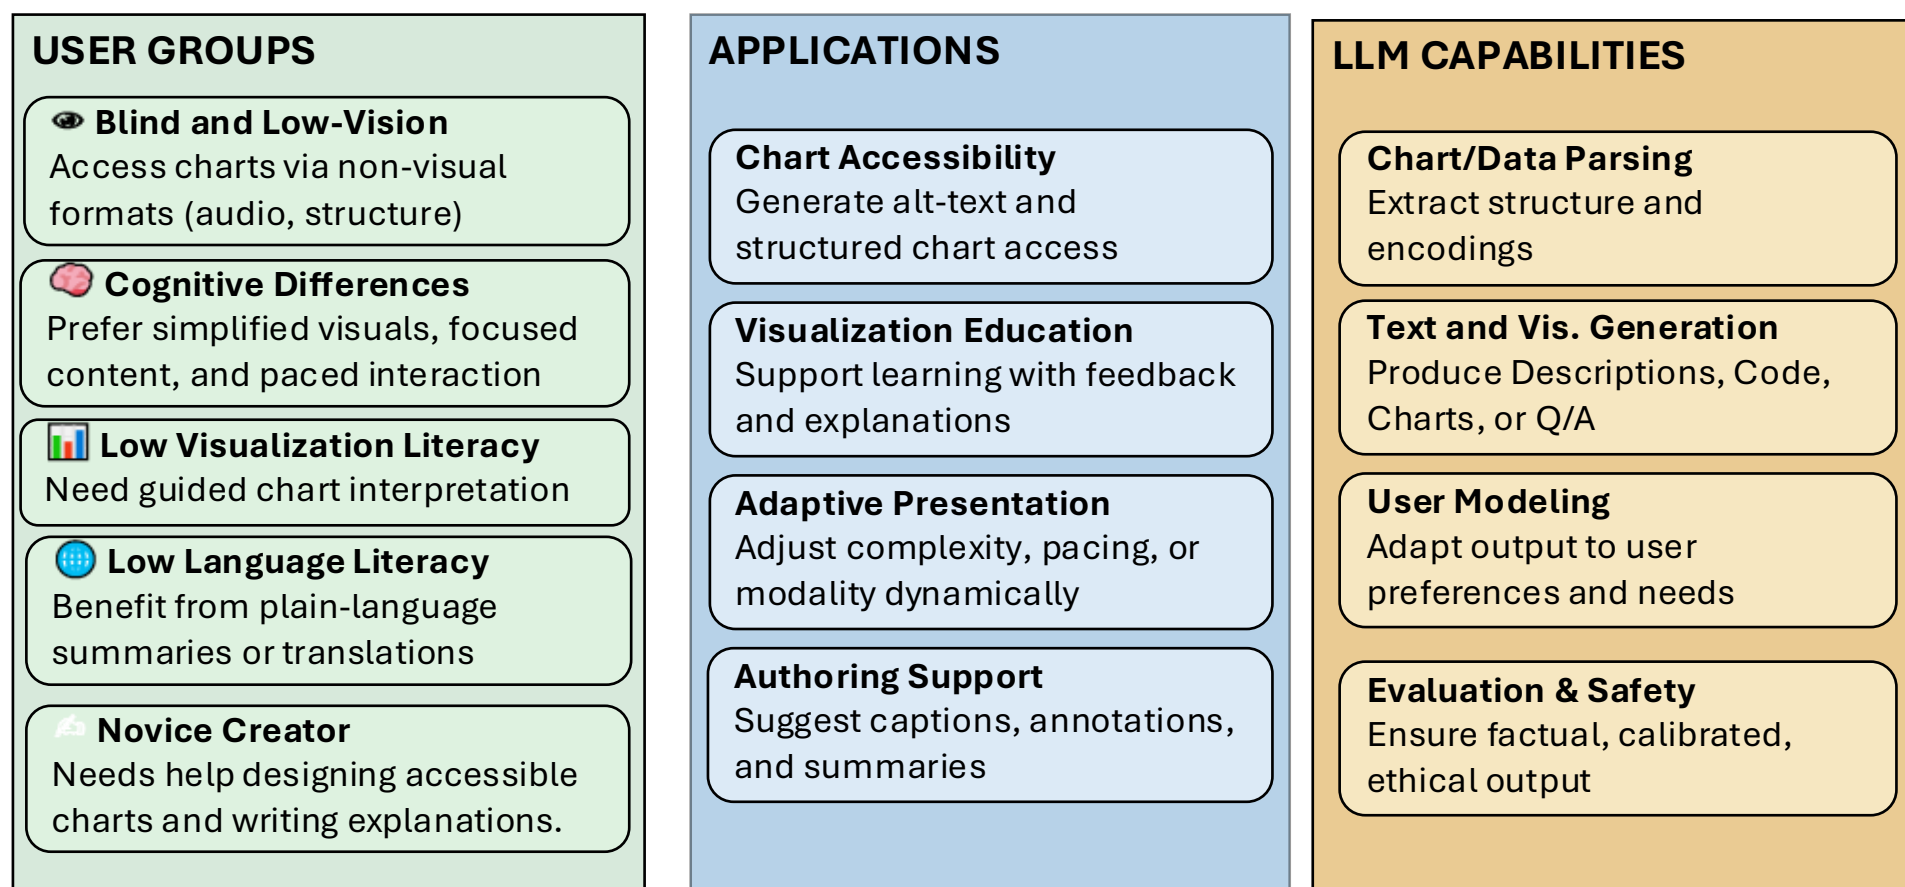 USER GROUPS
Blind and Low-Vision
Access charts via non-visual
formats (audio, structure)
Cognitive Differences
Prefer simplified visuals, focused
content, and paced interaction
Low Visualization Literacy
Need guided chart interpretation
Low Language Literacy
Benefit from plain-language
summaries or translations
Novice Creator
Needs help designing accessible
charts and writing explanations.
APPLICATIONS
Chart Accessibility
Generate alt-text and
structured chart access
Visualization Education
Support learning with feedback
and explanations
Adaptive Presentation
Adjust complexity, pacing, or
modality dynamically
Authoring Support
Suggest captions, annotations,
and summaries
LLM CAPABILITIES
Chart/Data Parsing
Extract structure and
encodings
Text and Vis. Generation
Produce Descriptions, Code,
Charts, or Q/A
User Modeling
Adapt output to user
preferences and needs
Evaluation & Safety
Ensure factual, calibrated,
ethical output